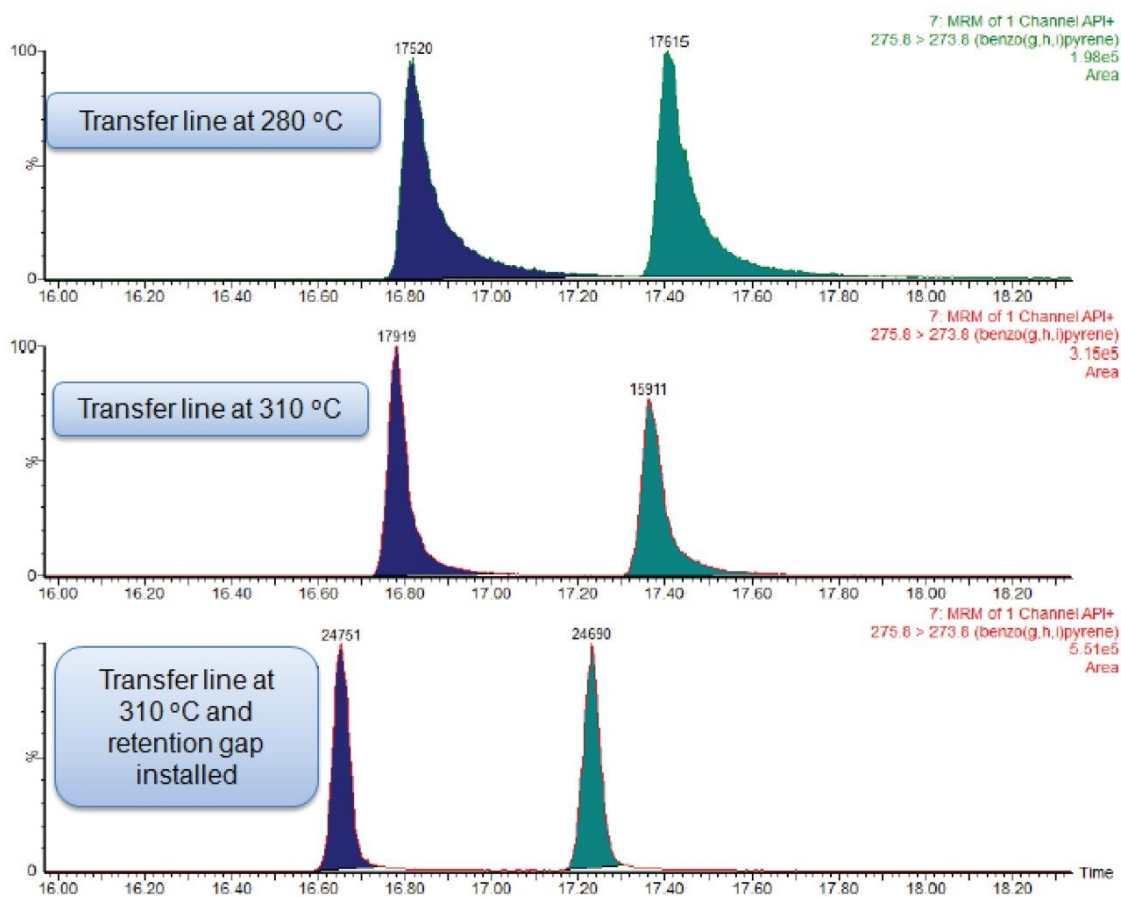 7: MRM of 1 Channel API+
17520
17615
275.8 > 273.8 (benzo(g,h,i)pyrene)
100
1.98e5
Area
Transfer line at 280 °C
%
0
16.00 16.20 16.40 16.60 16.80 17.00 17.20 17.40 17.60 17.80 18.00 18.20
7: MRM of 1 Channel API+
17919
275.8 > 273.8 (benzo(g,h,i)pyrene)
100
3.15e5
Area
15911
Transfer line at 310 °C
%
0
16.00 16.20 16.40 16.60 16.80 17.00 17.20 17.40 17.60 17.80 18.00 18.20
7: MRM of 1 Channel API+
24751
24690
275.8 > 273.8 (benzo(g,h,i)pyrene)
5.51e5
Area
Transfer line at
310 °C and
retention gap
installed
%
0
Time
16.00 16.20 16.40 16.60 16.80 17.00 17.20 17.40 17.60 17.80 18.00 18.20